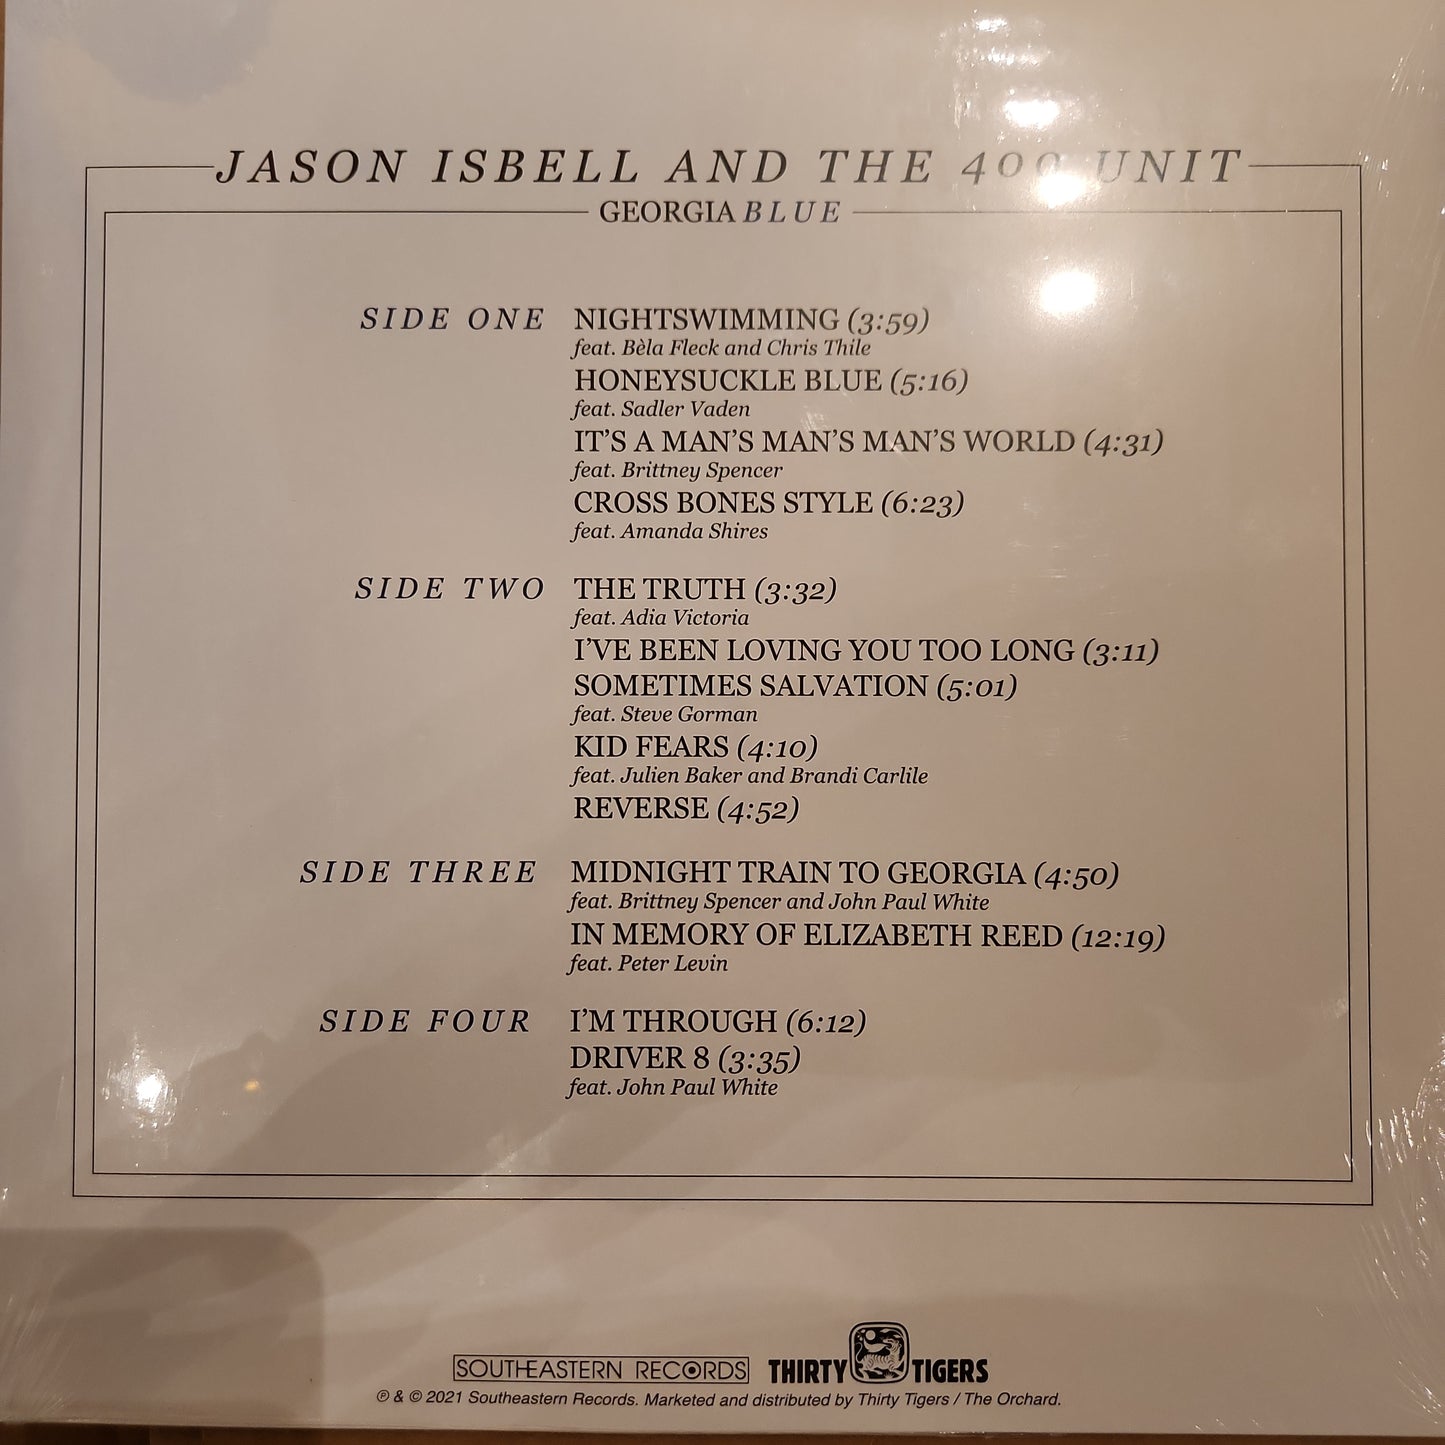 JASON ISBELL AND THE 400 UNIT
GEORGIA BLUE
SIDE ONE NIGHTSWIMMING (3:59)
feat. Bèla Fleck and Chris Thile
HONEYSUCKLE BLUE (5:16)
feat. Sadler Vaden
IT'S A MAN'S MAN'S MAN'S WORLD (4:31)
feat. Brittney Spencer
CROSS BONES STYLE (6:23)
feat. Amanda Shires
SIDE TWO THE TRUTH (3:32)
feat. Adia Victoria
I'VE BEEN LOVING YOU TOO LONG (3:11)
SOMETIMES SALVATION (5:01)
feat. Steve Gorman
KID FEARS (4:10)
feat. Julien Baker and Brandi Carlile
REVERSE (4:52)
SIDE THREE MIDNIGHT TRAIN TO GEORGIA (4:50)
feat. Brittney Spencer and John Paul White
IN MEMORY OF ELIZABETH REED (12:19)
feat. Peter Levin
SIDE FOUR I'M THROUGH (6:12)
DRIVER 8 (3:35)
feat. John Paul White
SOUTHEASTERN RECORDS THIRTY TIGERS
℗ & © 2021 Southeastern Records. Marketed and distributed by Thirty Tigers / The Orchard.